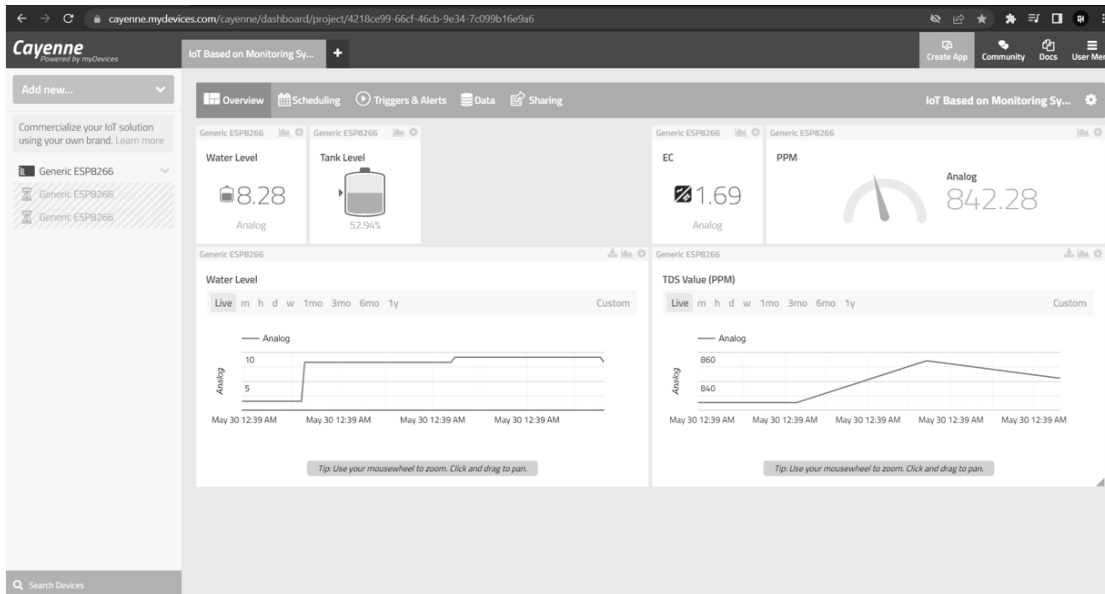 cayenne.mydevices.com/cayenne/dashboard/project/4218ce99-66cf-46cb-9e34-7c099b16e9a6
Cayenne
Powered by myDevices
IoT Based on Monitoring Sy...
+
Create App
Community
Docs
User Men
Add new...
Commercialize your IoT solution
using your own brand. Learn more
Generic ESP8266
Generic ESP8266
Generic ESP8266
Search Devices
Overview
Scheduling
Triggers & Alerts
Data
Sharing
IoT Based on Monitoring Sy...
Generic ESP8266
Water Level
8.28
Analog
Generic ESP8266
Tank Level
52.94%
Generic ESP8266
EC
1.69
Analog
Generic ESP8266
PPM
Analog
842.28
Generic ESP8266
Water Level
Live m h d w 1mo 3mo 6mo 1y Custom
Analog
Analog
10
5
May 30 12:39 AM May 30 12:39 AM May 30 12:39 AM May 30 12:39 AM
Tip: Use your mousewheel to zoom. Click and drag to pan.
Generic ESP8266
TDS Value (PPM)
Live m h d w 1mo 3mo 6mo 1y Custom
Analog
Analog
860
840
May 30 12:39 AM May 30 12:39 AM May 30 12:39 AM May 30 12:39 AM May 30 12:39 AM
Tip: Use your mousewheel to zoom. Click and drag to pan.